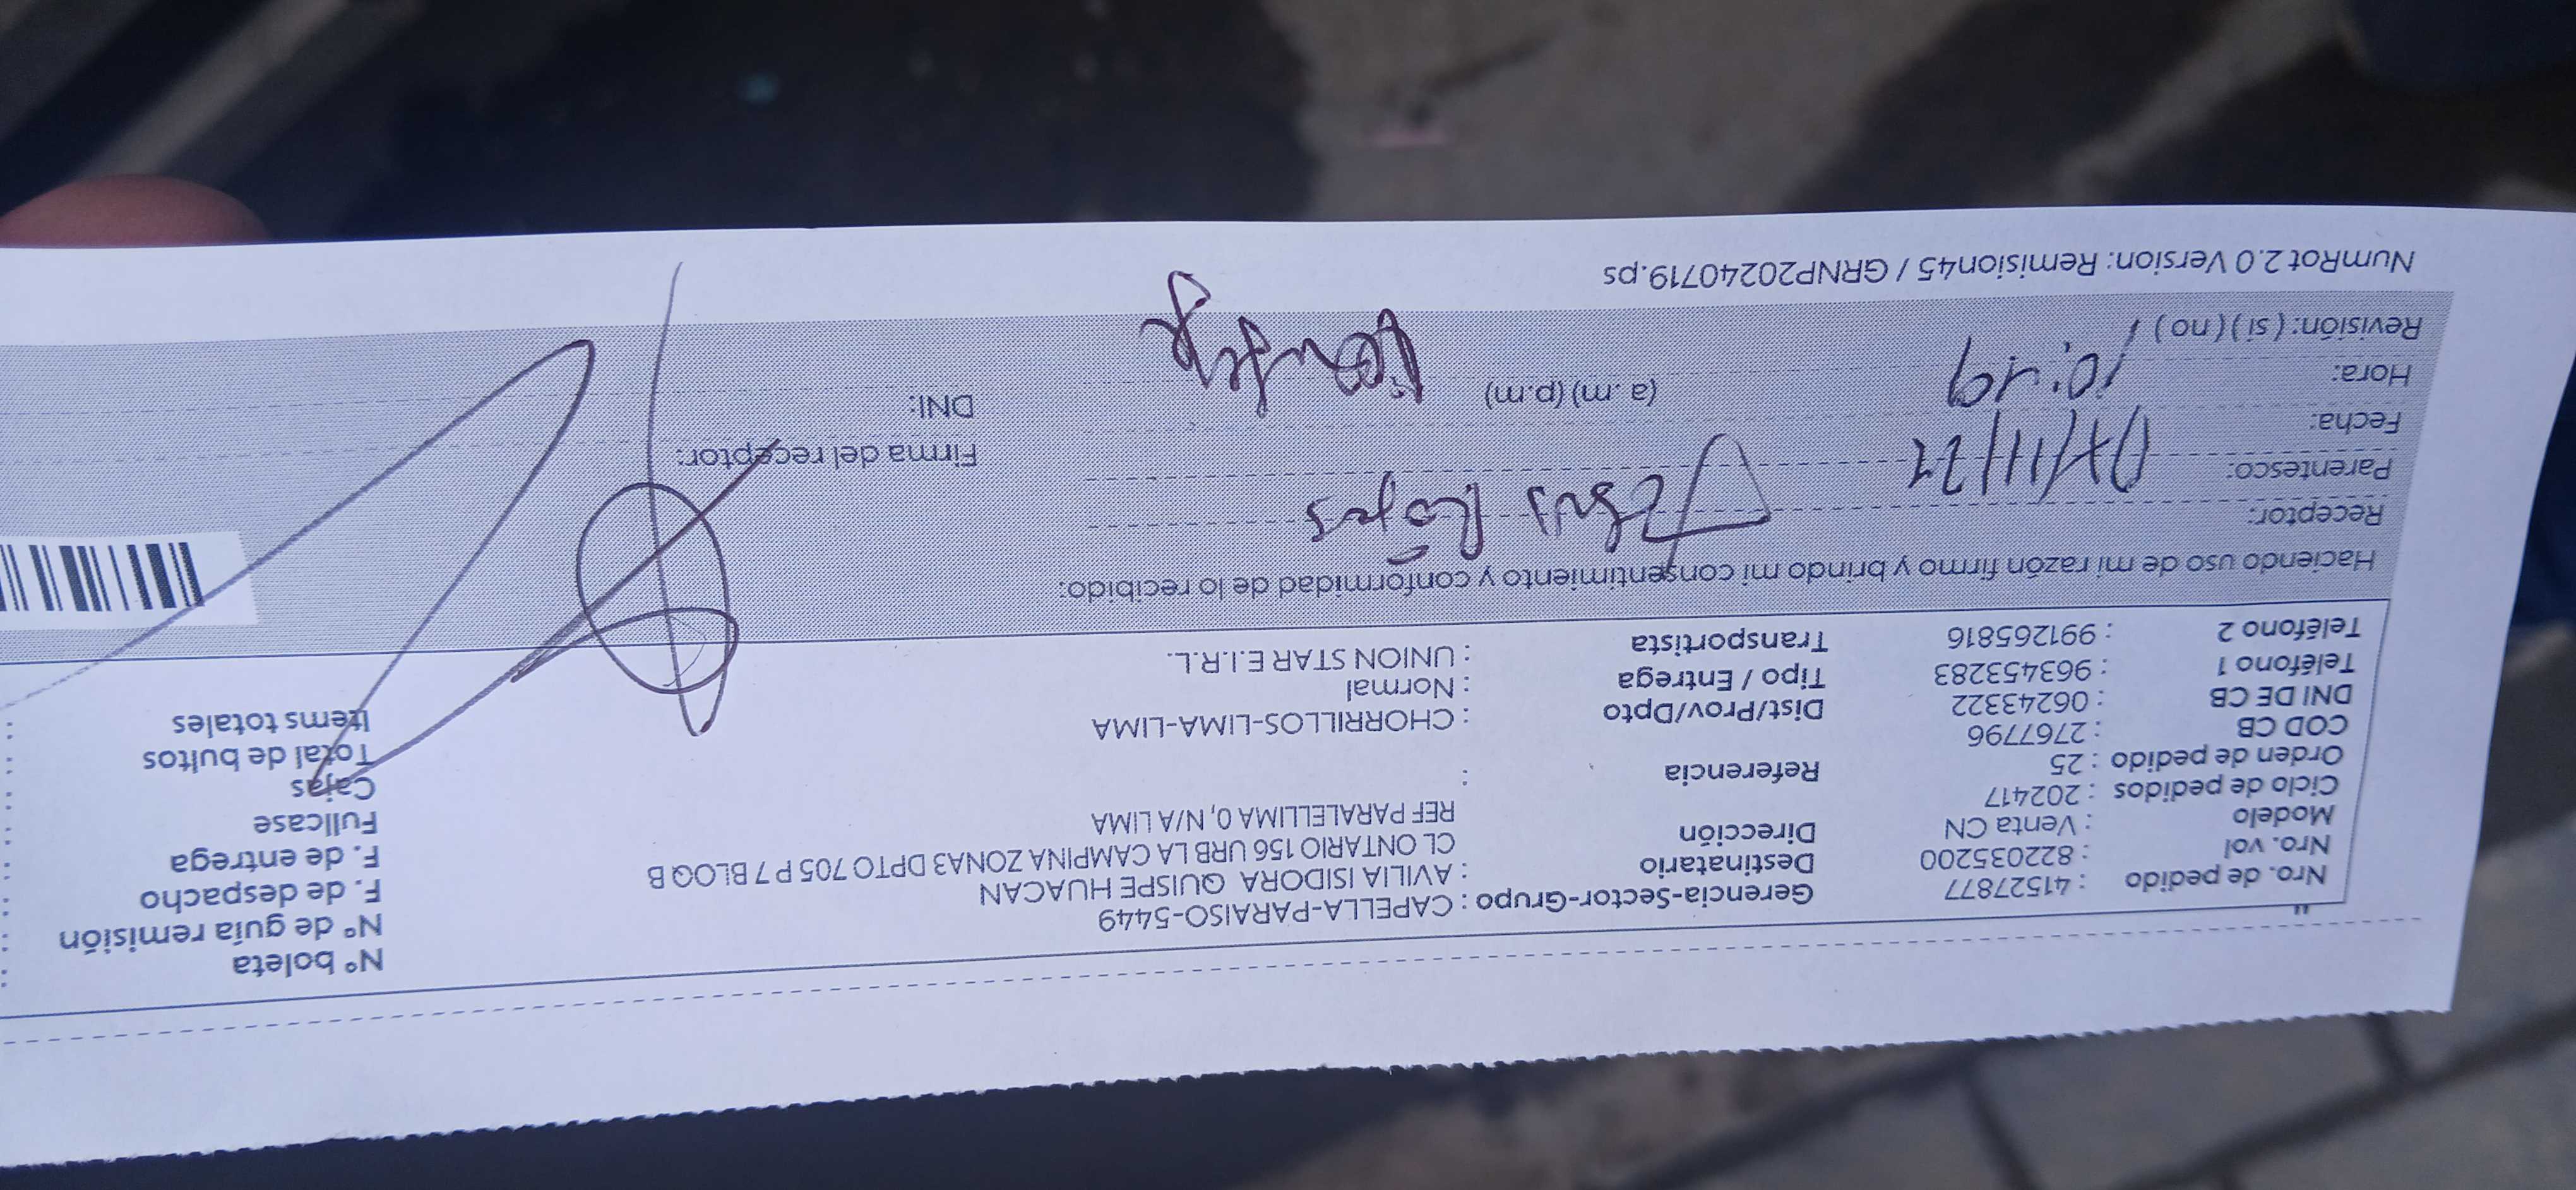 Nro. de pedido : 41527877 Gerencia-Sector-Grupo : CAPELLA-PARAISO-5449 N° boleta :
Nro. vol : 822035200 Destinatario : AVILIA ISIDORA QUISPE HUACAN N° de guía remisión :
Modelo : Venta CN Dirección CL ONTARIO 156 URB LA CAMPINA ZONA3 DPTO 705 P 7 BLOQ B F. de despacho :
Ciclo de pedidos : 202417 REF PARALELLIMA 0, N/A LIMA F. de entrega :
Orden de pedido : 25 Referencia : Fullcase :
COD CB : 2767796 Cajas :
DNI DE CB : 06243322 Dist/Prov/Dpto : CHORRILLOS-LIMA-LIMA Total de bultos :
Teléfono 1 : 963453283 Tipo / Entrega : Normal Items totales :
Teléfono 2 : 991265816 Transportista : UNION STAR E.I.R.L.
Haciendo uso de mi razón firmo y brindo mi consentimiento y conformidad de lo recibido:
Receptor: Rojas
Parentesco: Firma del receptor:
Fecha:
Hora: (a .m) (p.m) DNI:
Revisión: ( si ) ( no )
NumRot 2.0 Version: Remision45 / GRNP20240719.ps